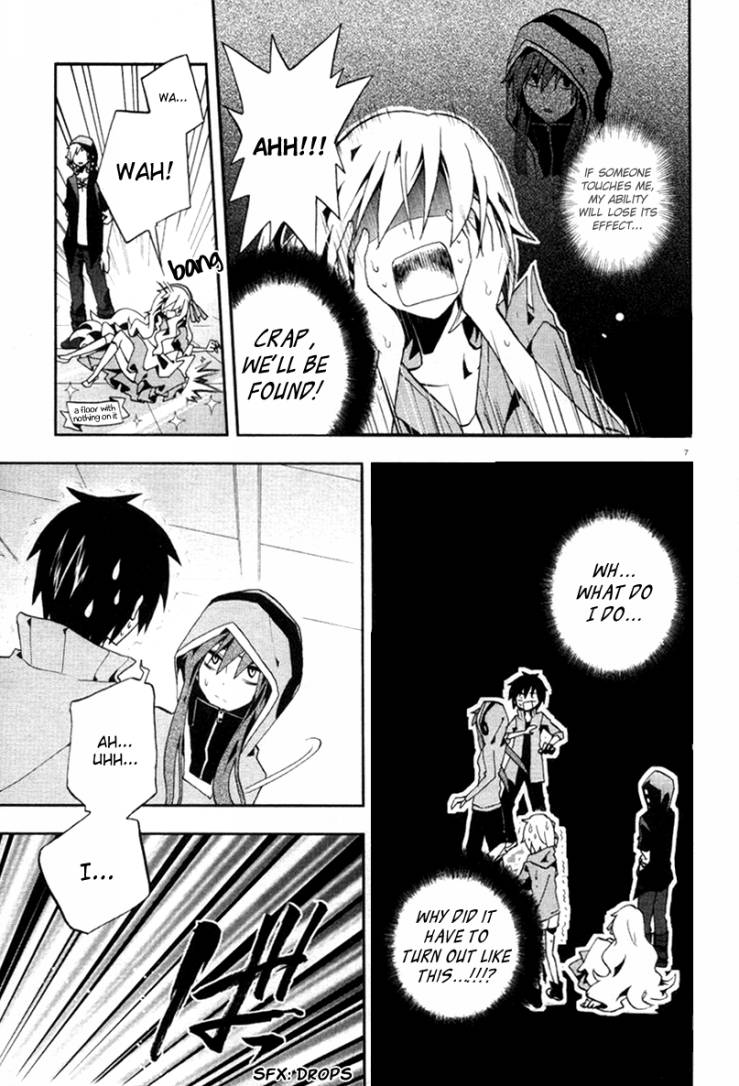 IF SOMEONE
TOUCHES ME,
MY ABILITY
WILL LOSE ITS
EFFECT...
AHH!!!
CRAP,
WE'LL BE
FOUND!
WA...
WAH!
bang
a floor with
nothing on it
7
WH...
WHAT DO
I DO...
WHY DID IT
HAVE TO
TURN OUT LIKE
THIS...!!!?
AH...
UHH...
I...
ばっ
SFX: DROPS